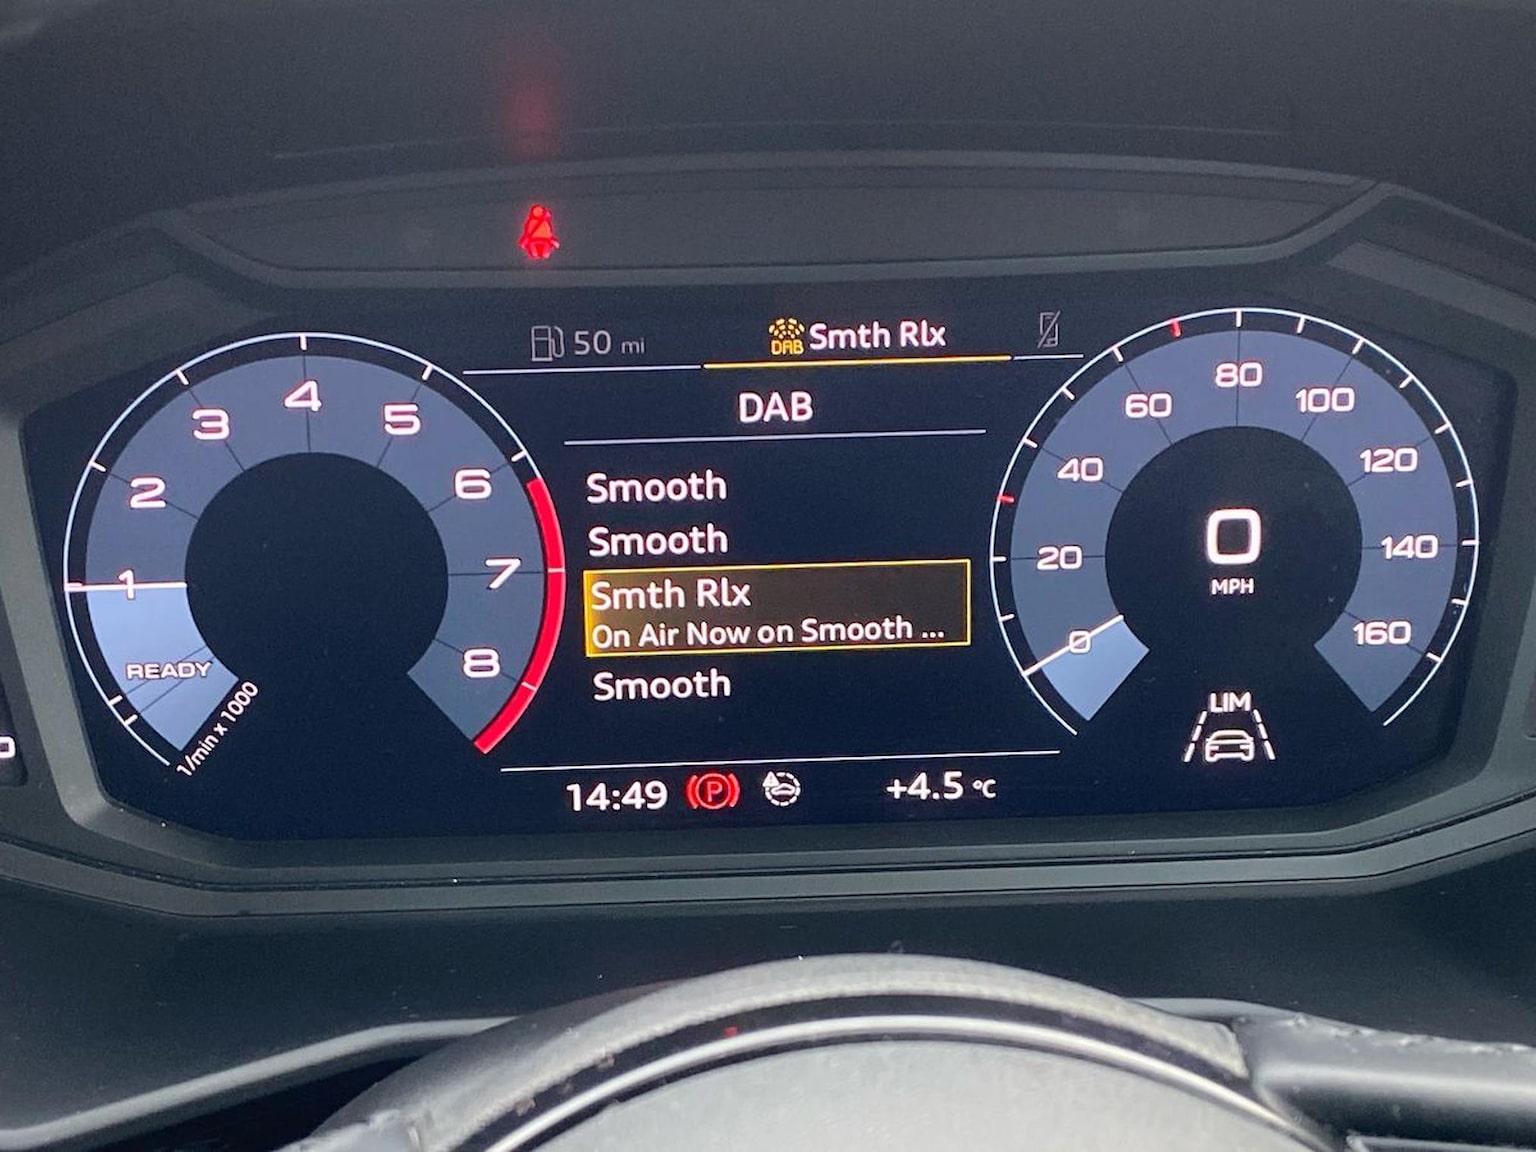 50 mi
DAB Smth Rlx
DAB
Smooth
Smooth
Smth Rlx
On Air Now on Smooth ...
Smooth
14:49 P +4.5 °C
1
2
3
4
5
6
7
8
READY
1/min x 1000
0
20
40
60
80
100
120
140
160
0
MPH
LIM